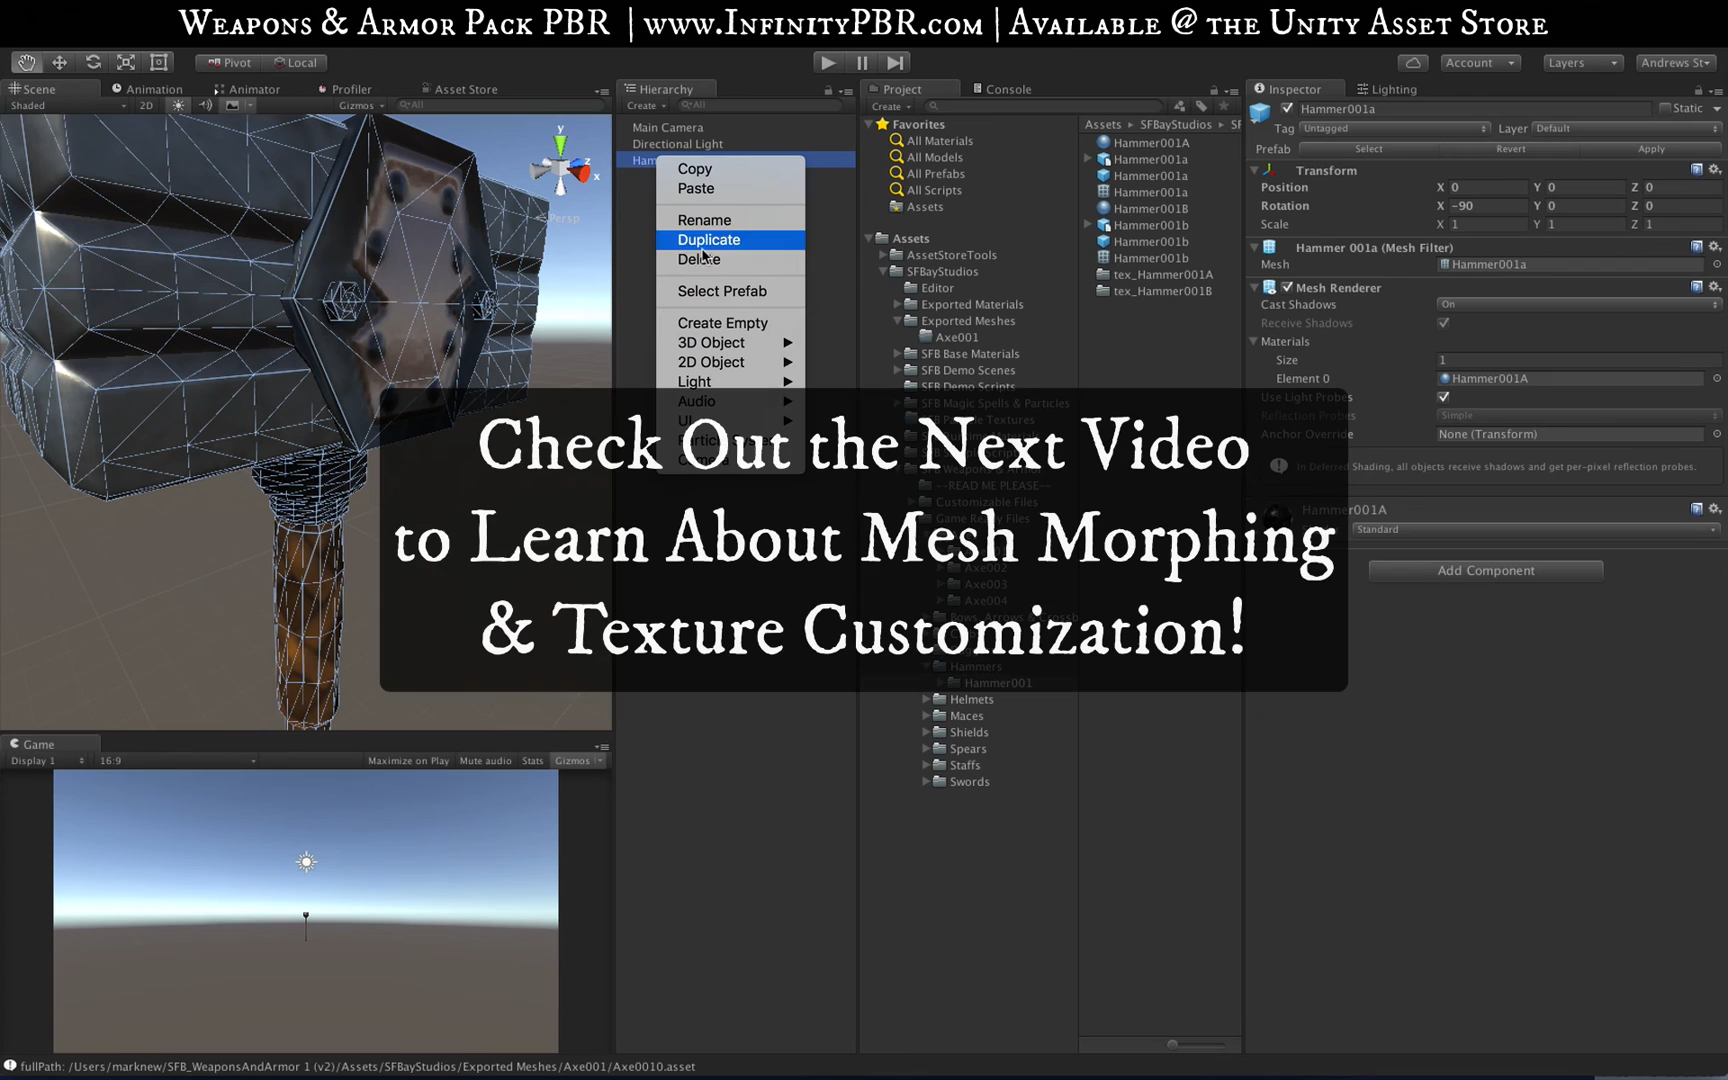 Weapons & Armor Pack PBR | www.InfinityPBR.com | Available @ the Unity Asset Store
Pivot Local Account Layers Andrews St
Scene Animation Animator Profiler Asset Store
Shaded 2D Gizmos All
y
z
x
Persp
Hierarchy
Create All
Main Camera
Directional Light
Ham
Copy
Paste
Rename
Duplicate
Delete
Select Prefab
Create Empty
3D Object
2D Object
Light
Audio
UI
Project Console
Create
Favorites
All Materials
All Models
All Prefabs
All Scripts
Assets
Assets
AssetStoreTools
SFBayStudios
Editor
Exported Materials
Exported Meshes
Axe001
SFB Base Materials
SFB Demo Scenes
SFB Demo Scripts
SFB Magic Spells & Particles
--READ ME PLEASE--
Customizable Files
Game Ready Files
Axe002
Axe003
Axe004
Hammers
Hammer001
Helmets
Maces
Shields
Spears
Staffs
Swords
Assets SFBayStudios SF
Hammer001A
Hammer001a
Hammer001a
Hammer001a
Hammer001B
Hammer001b
Hammer001b
Hammer001b
tex_Hammer001A
tex_Hammer001B
Inspector Lighting
Hammer001a Static
Tag Untagged Layer Default
Prefab Select Revert Apply
Transform
Position X 0 Y 0 Z 0
Rotation X -90 Y 0 Z 0
Scale X 1 Y 1 Z 1
Hammer 001a (Mesh Filter)
Mesh Hammer001a
Mesh Renderer
Cast Shadows On
Receive Shadows
Materials
Size 1
Element 0 Hammer001A
Use Light Probes
Reflection Probes Simple
Anchor Override None (Transform)
In Deferred Shading, all objects receive shadows and get per-pixel reflection probes.
Hammer001A
Standard
Add Component
Check Out the Next Video
to Learn About Mesh Morphing
& Texture Customization!
Game
Display 1 16:9 Maximize on Play Mute audio Stats Gizmos
fullPath: /Users/marknew/SFB_WeaponsAndArmor 1 (v2)/Assets/SFBayStudios/Exported Meshes/Axe001/Axe0010.asset